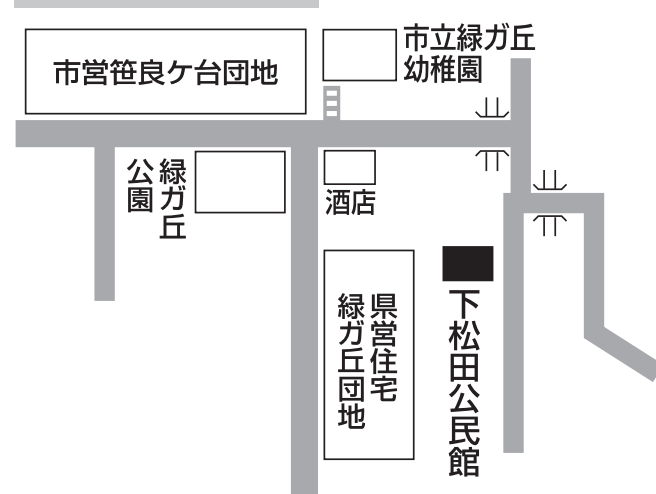 市立緑ガ丘
幼稚園
市営笹良ケ台団地
緑ガ丘
公園
酒店
県営住宅
緑ガ丘団地
下松田公民館